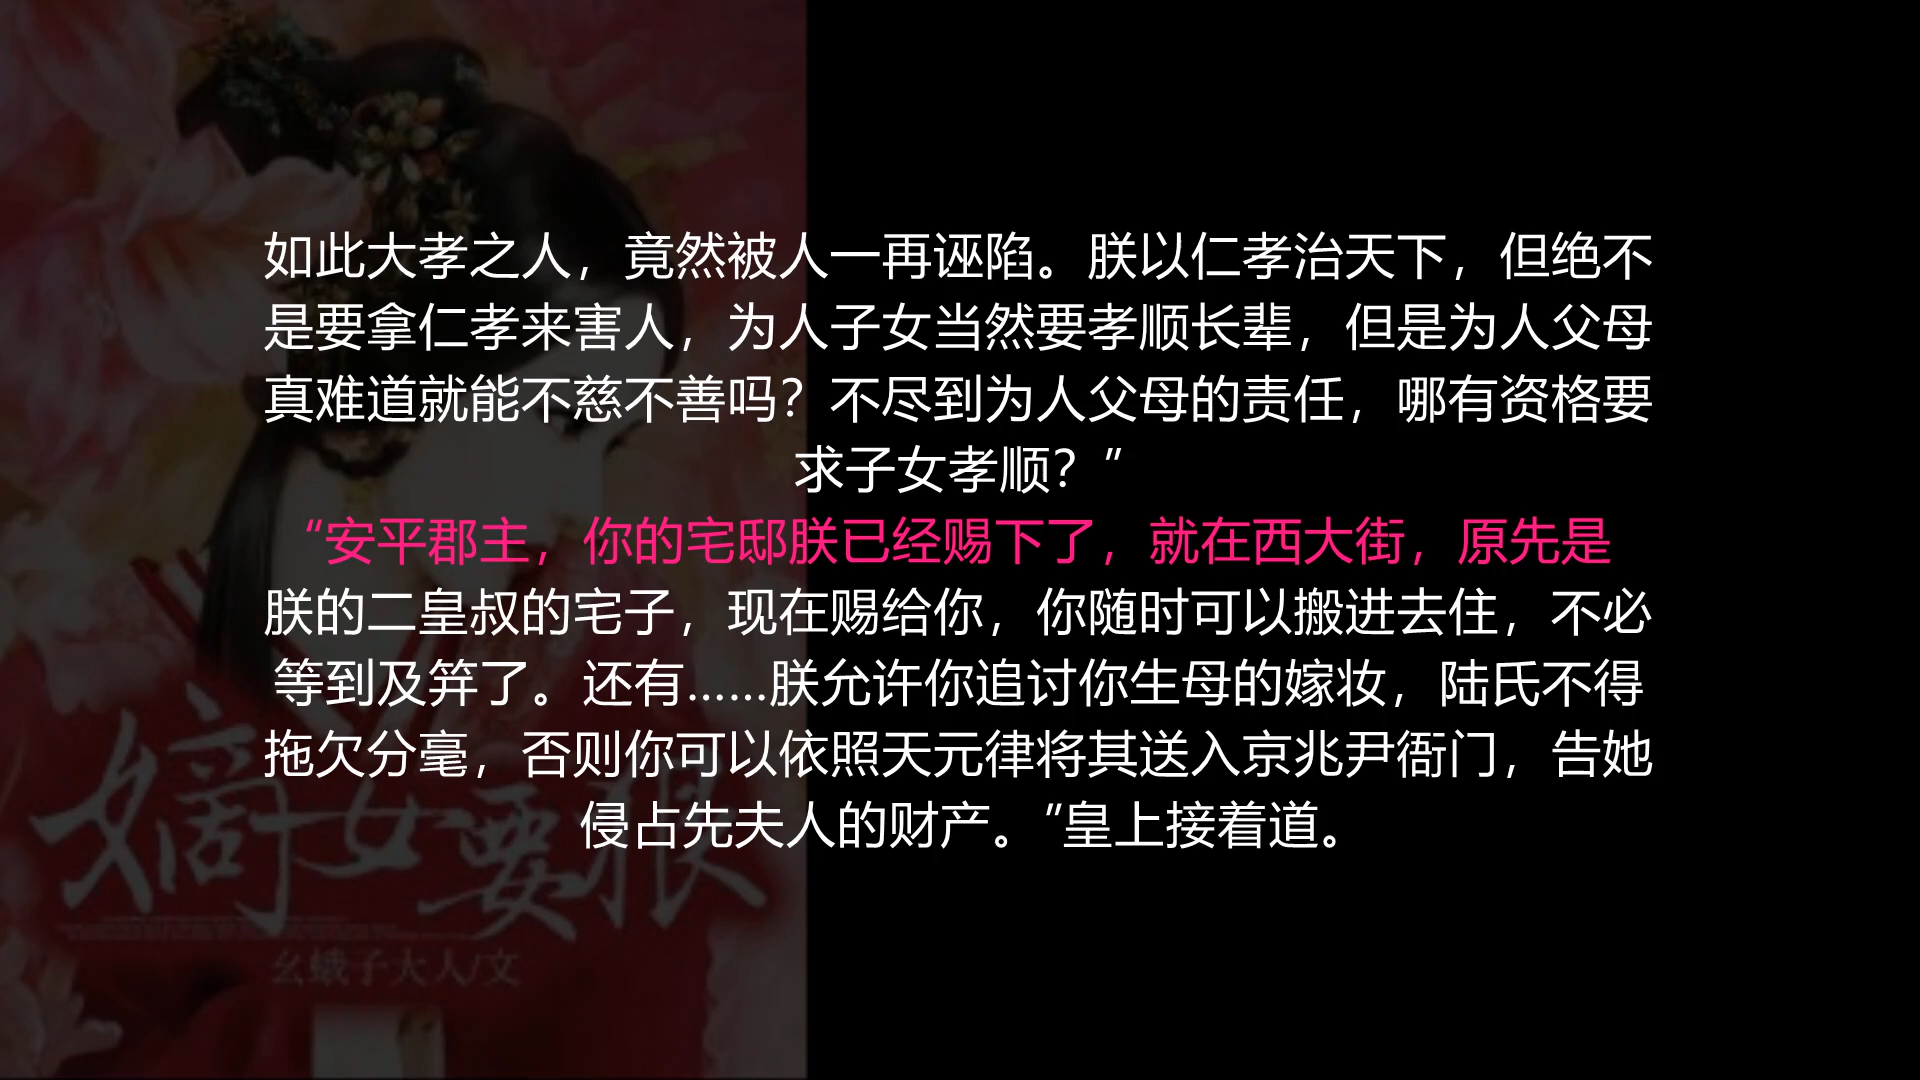 如此大孝之人，竟然被人一再诬陷。朕以仁孝治天下，但绝不
是要拿仁孝来害人，为人子女当然要孝顺长辈，但是为人父母
真难道就能不慈不善吗？不尽到为人父母的责任，哪有资格要
求子女孝顺？”
“安平郡主，你的宅邸朕已经赐下了，就在西大街，原先是
朕的二皇叔的宅子，现在赐给你，你随时可以搬进去住，不必
等到及笄了。还有……朕允许你追讨你生母的嫁妆，陆氏不得
拖欠分毫，否则你可以依照天元律将其送入京兆尹衙门，告她
侵占先夫人的财产。”皇上接着道。
嫡女要狠
幺蛾子大人/文